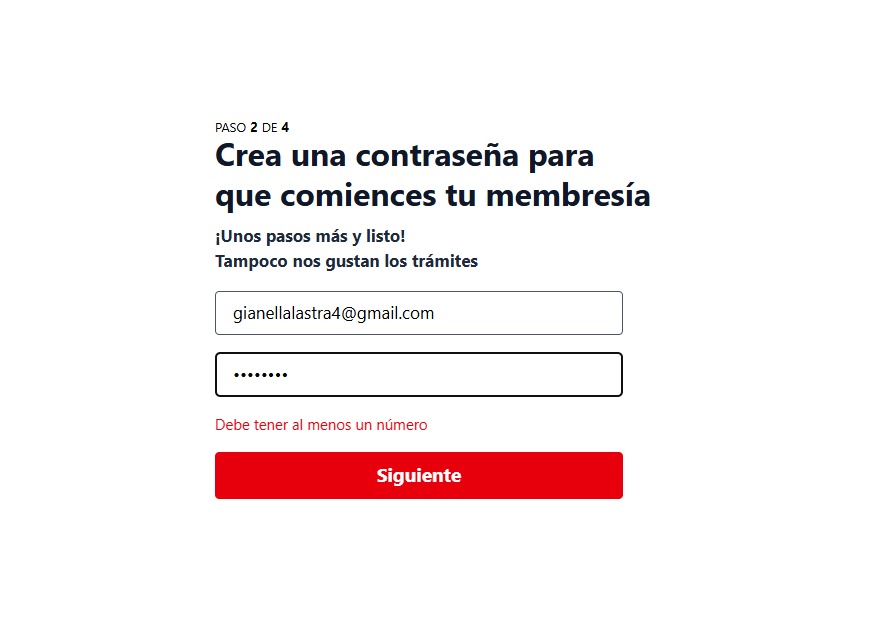 PASO 2 DE 4
Crea una contraseña para
que comiences tu membresía
¡Unos pasos más y listo!
Tampoco nos gustan los trámites
gianellalastra4@gmail.com
••••••••
Debe tener al menos un número
Siguiente